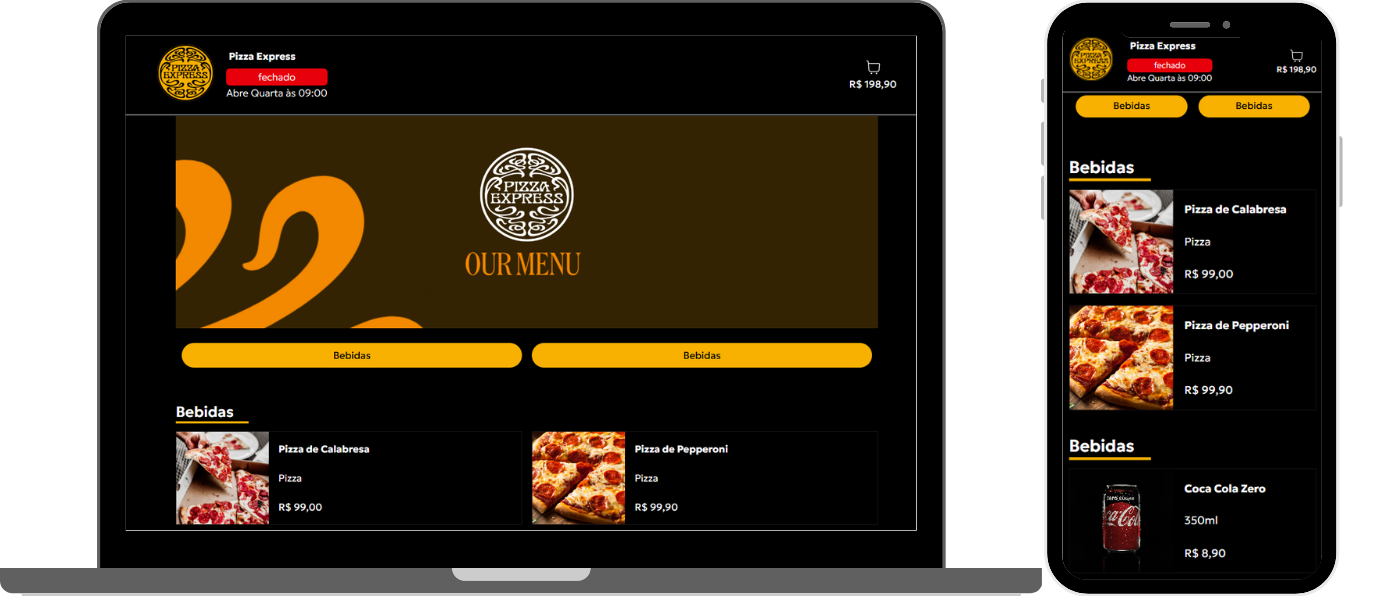 PIZZA
EXPRESS
Pizza Express
fechado
Abre Quarta às 09:00
R$ 198,90
PIZZA
EXPRESS
OUR MENU
Bebidas
Bebidas
Bebidas
Pizza de Calabresa
Pizza
R$ 99,00
Pizza de Pepperoni
Pizza
R$ 99,90
PIZZA
EXPRESS
Pizza Express
fechado
Abre Quarta às 09:00
R$ 198,90
Bebidas
Bebidas
Bebidas
Pizza de Calabresa
Pizza
R$ 99,00
Pizza de Pepperoni
Pizza
R$ 99,90
Bebidas
Coca Cola Zero
350ml
R$ 8,90